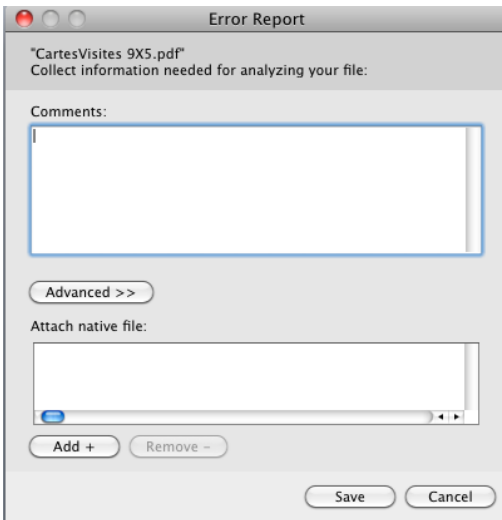 Error Report
"CartesVisites 9X5.pdf"
Collect information needed for analyzing your file:
Comments:
Advanced >>
Attach native file:
Add +
Remove –
Save
Cancel